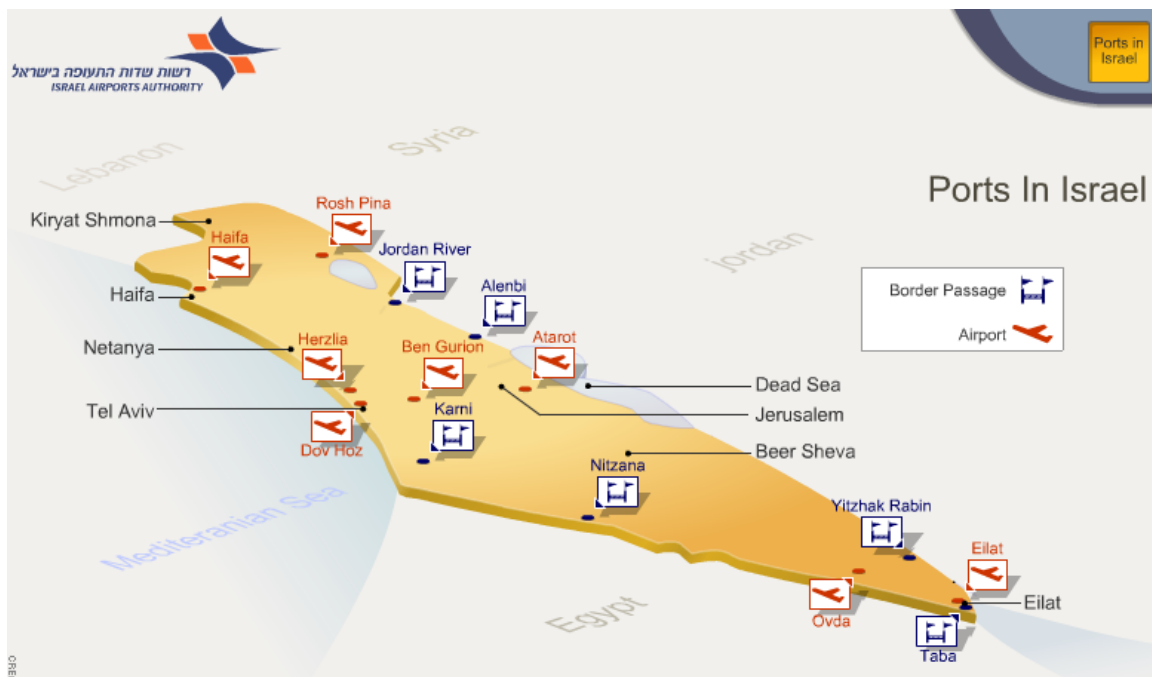 Ports in
Israel
רשות שדות התעופה בישראל
ISRAEL AIRPORTS AUTHORITY
Lebanon
Syria
jordan
Ports In Israel
Kiryat Shmona
Rosh Pina
Haifa
Jordan River
Alenbi
Border Passage
Airport
Haifa
Netanya
Herzlia
Ben Gurion
Atarot
Dead Sea
Tel Aviv
Karni
Jerusalem
Dov Hoz
Beer Sheva
Nitzana
Mediteranian Sea
Yitzhak Rabin
Eilat
Egypt
Ovda
Eilat
Taba
CRE